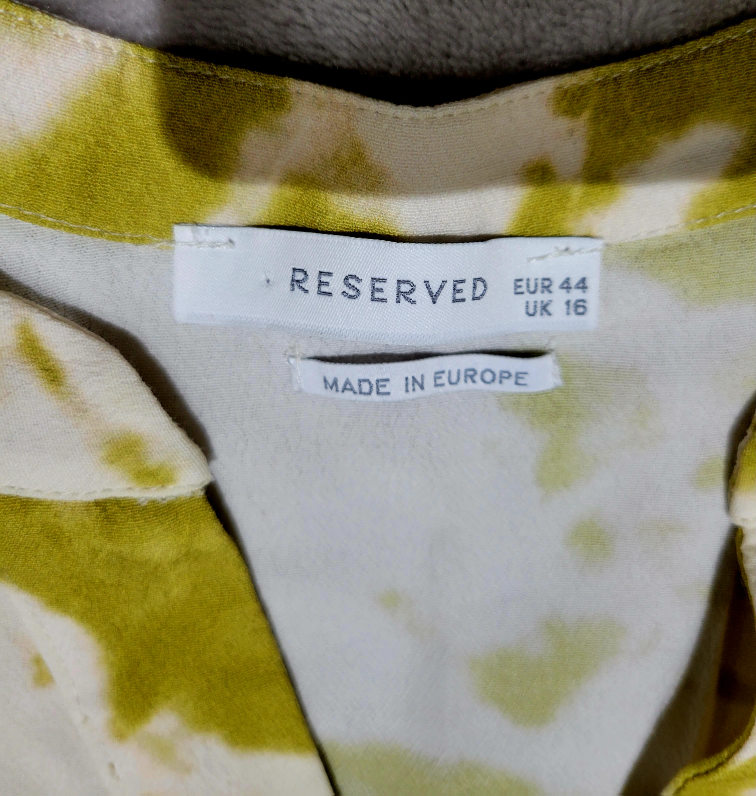 RESERVED
EUR 44
UK 16
MADE IN EUROPE